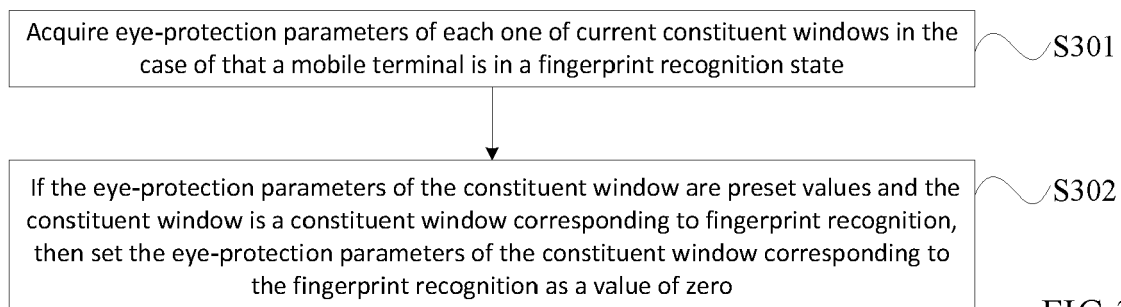 Acquire eye-protection parameters of each one of current constituent windows in the
case of that a mobile terminal is in a fingerprint recognition state
S301
If the eye-protection parameters of the constituent window are preset values and the
constituent window is a constituent window corresponding to fingerprint recognition,
then set the eye-protection parameters of the constituent window corresponding to
the fingerprint recognition as a value of zero
S302
FIG